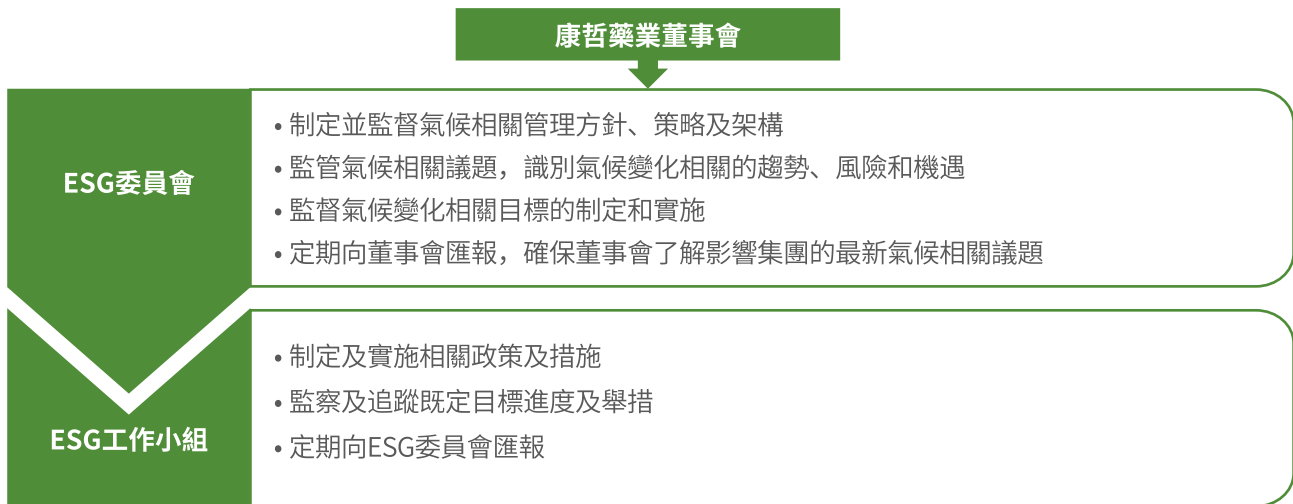 康哲藥業董事會
ESG委員會
• 制定並監督氣候相關管理方針、策略及架構
• 監管氣候相關議題，識別氣候變化相關的趨勢、風險和機遇
• 監督氣候變化相關目標的制定和實施
• 定期向董事會匯報，確保董事會了解影響集團的最新氣候相關議題
ESG工作小組
• 制定及實施相關政策及措施
• 監察及追蹤既定目標進度及舉措
• 定期向ESG委員會匯報